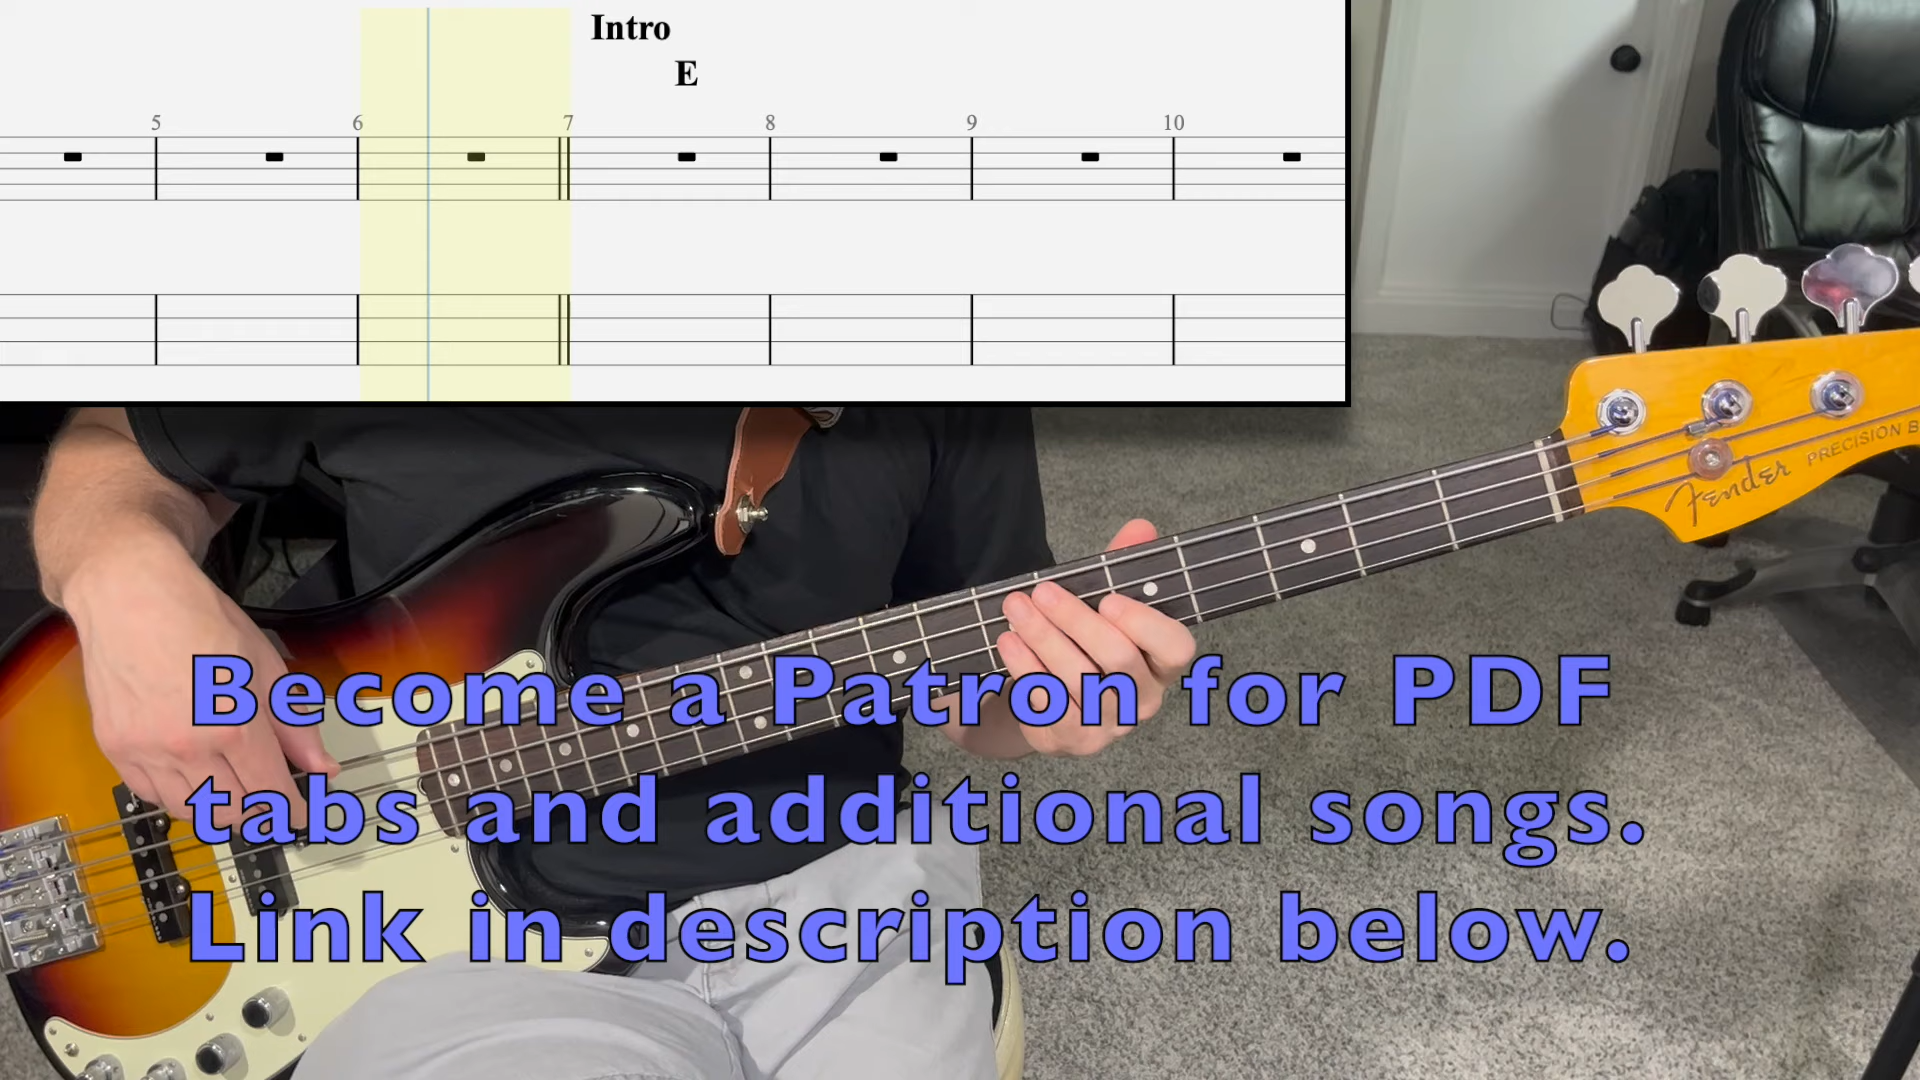 Intro
E
5 6 7 8 9 10
Fender PRECISION B
Become a Patron for PDF
tabs and additional songs.
Link in description below.